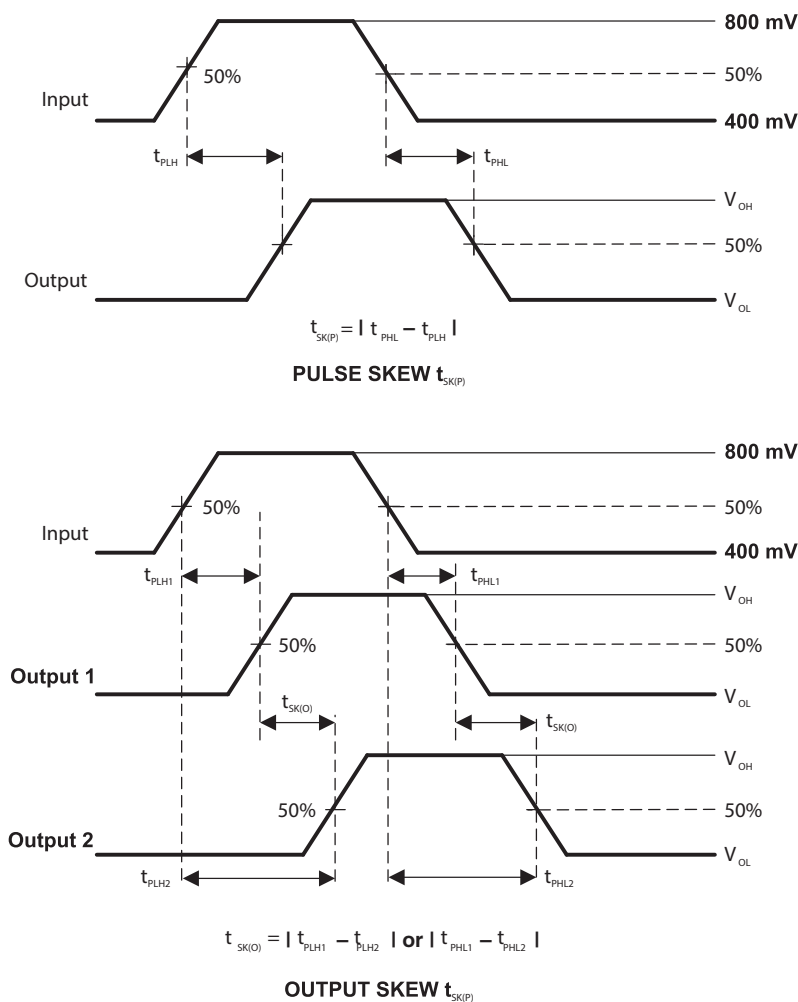 800 mV
50%
50%
Input
400 mV
tPLH
tPHL
VOH
50%
Output
VOL
tSK(P) = | tPHL – tPLH |
PULSE SKEW tSK(P)
800 mV
50%
50%
Input
400 mV
tPLH1
tPHL1
VOH
50%
50%
Output 1
VOL
tSK(O)
tSK(O)
VOH
50%
50%
Output 2
VOL
tPLH2
tPHL2
tSK(O) = | tPLH1 – tPLH2 | or | tPHL1 – tPHL2 |
OUTPUT SKEW tSK(P)